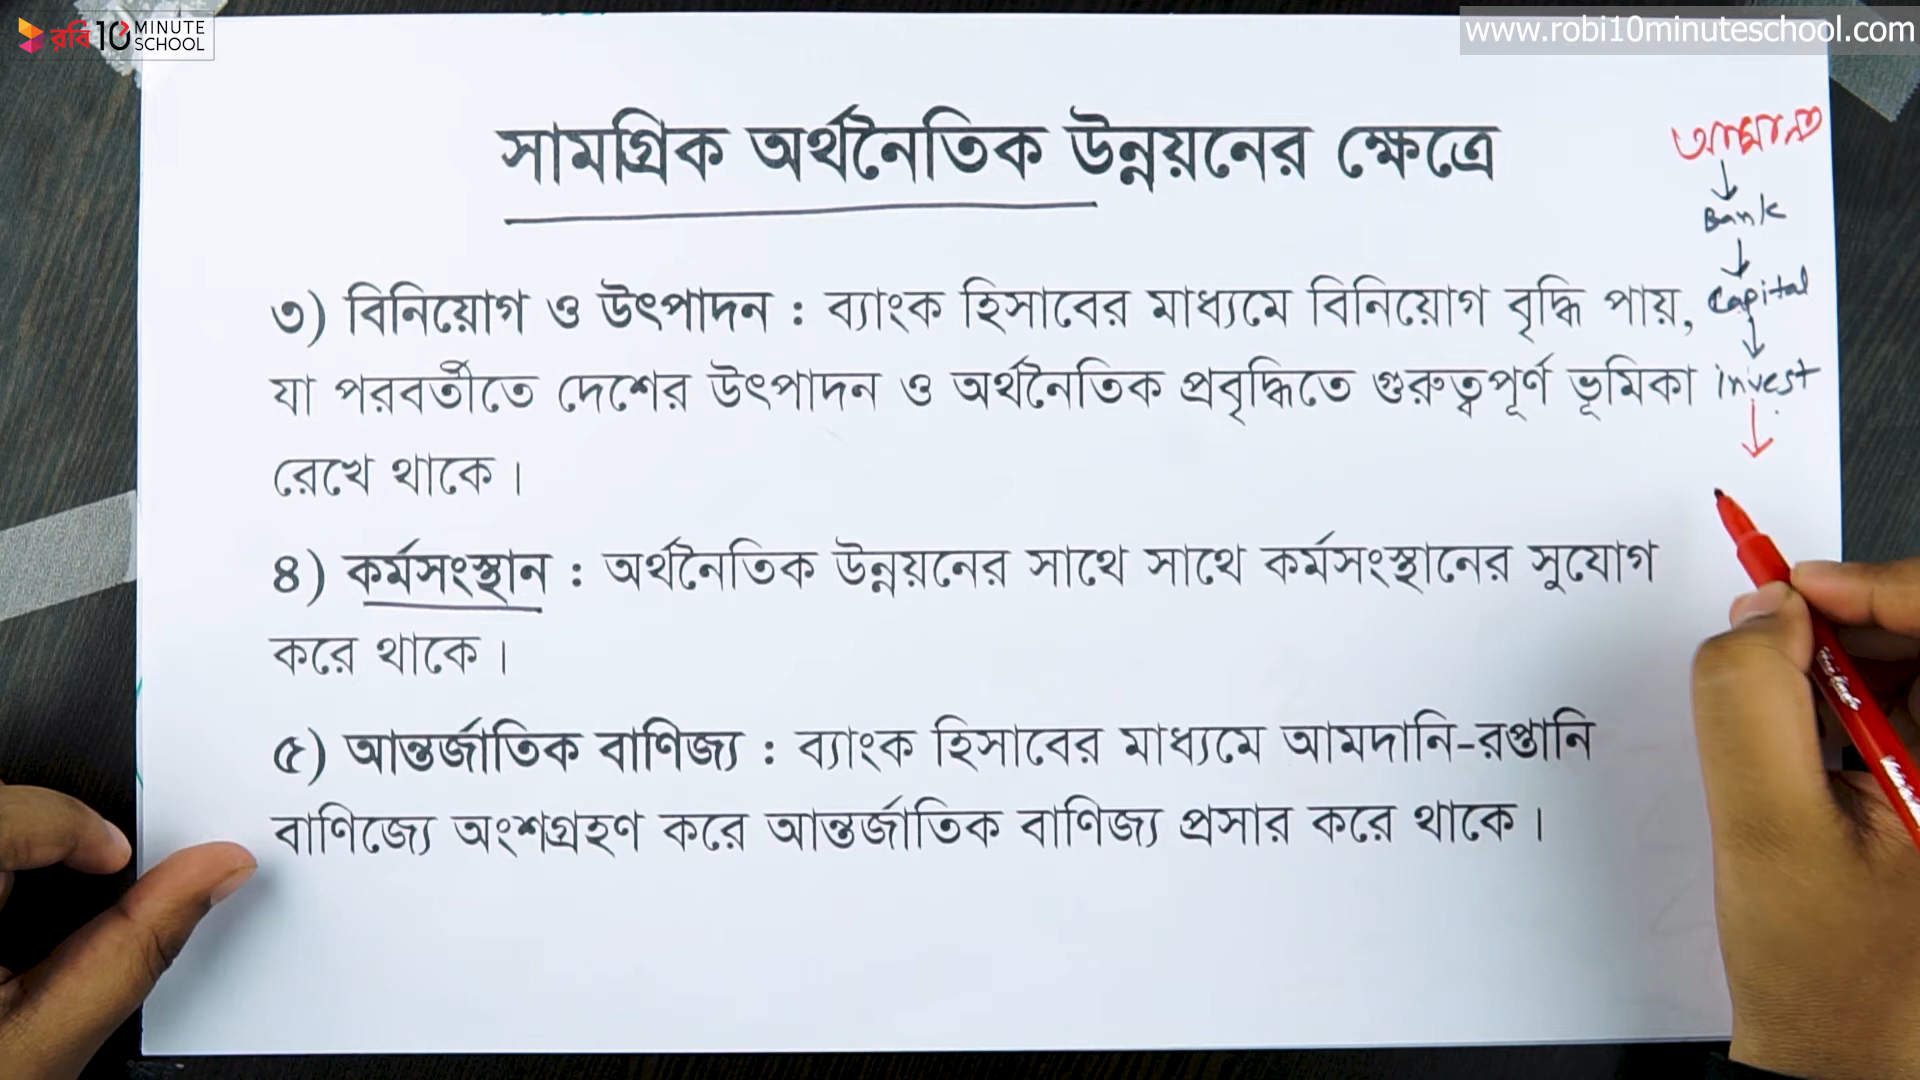 রবি 10 MINUTE SCHOOL
www.robi10minuteschool.com
সামগ্রিক অর্থনৈতিক উন্নয়নের ক্ষেত্রে
৩) বিনিয়োগ ও উৎপাদন : ব্যাংক হিসাবের মাধ্যমে বিনিয়োগ বৃদ্ধি পায়,
যা পরবর্তীতে দেশের উৎপাদন ও অর্থনৈতিক প্রবৃদ্ধিতে গুরুত্বপূর্ণ ভূমিকা
রেখে থাকে।
৪) কর্মসংস্থান : অর্থনৈতিক উন্নয়নের সাথে সাথে কর্মসংস্থানের সুযোগ
করে থাকে।
৫) আন্তর্জাতিক বাণিজ্য : ব্যাংক হিসাবের মাধ্যমে আমদানি-রপ্তানি
বাণিজ্যে অংশগ্রহণ করে আন্তর্জাতিক বাণিজ্য প্রসার করে থাকে।
আমানত
Bank
Capital
invest